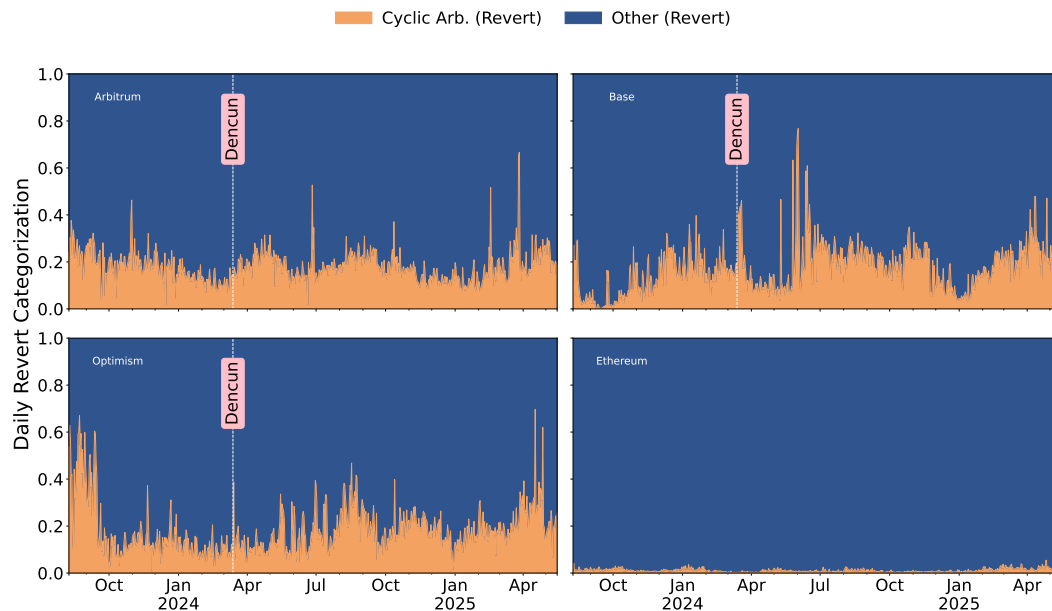 Cyclic Arb. (Revert) Other (Revert)
Daily Revert Categorization
1.0
0.8
0.6
0.4
0.2
0.0
Arbitrum
Dencun
Base
Dencun
1.0
0.8
0.6
0.4
0.2
0.0
Optimism
Dencun
Ethereum
Oct Jan Apr Jul Oct Jan Apr
2024 2025
Oct Jan Apr Jul Oct Jan Apr
2024 2025